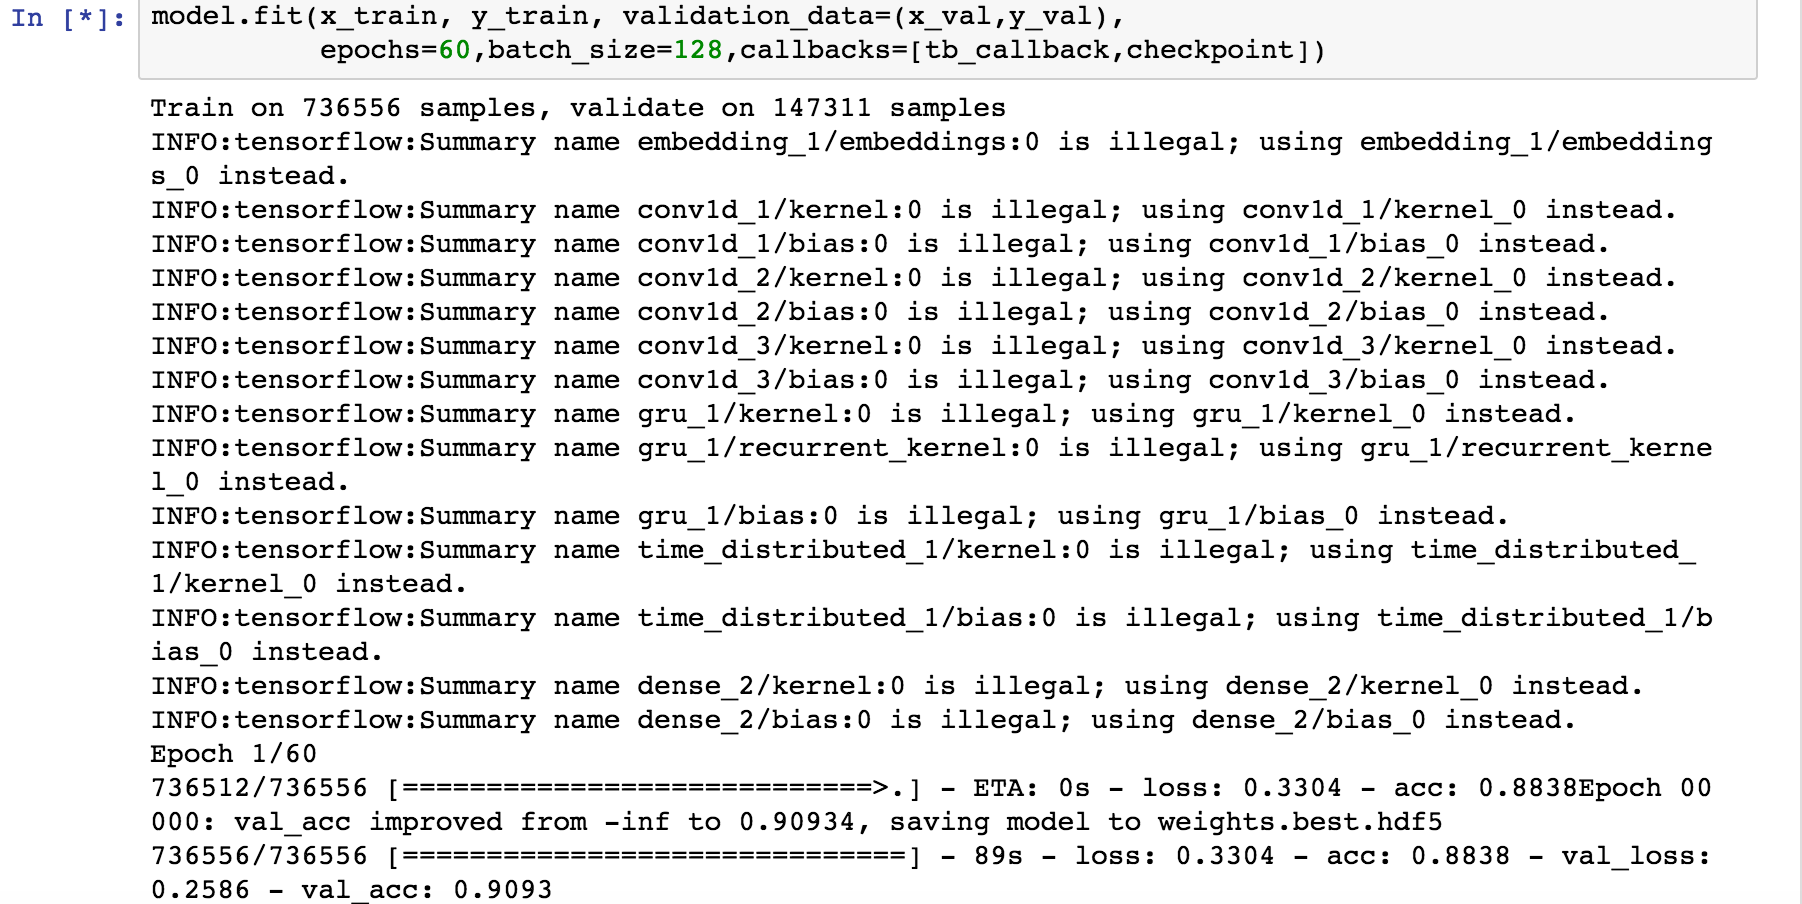 In [*]: model.fit(x_train, y_train, validation_data=(x_val,y_val),
epochs=60,batch_size=128,callbacks=[tb_callback,checkpoint])
Train on 736556 samples, validate on 147311 samples
INFO:tensorflow:Summary name embedding_1/embeddings:0 is illegal; using embedding_1/embedding
s_0 instead.
INFO:tensorflow:Summary name conv1d_1/kernel:0 is illegal; using conv1d_1/kernel_0 instead.
INFO:tensorflow:Summary name conv1d_1/bias:0 is illegal; using conv1d_1/bias_0 instead.
INFO:tensorflow:Summary name conv1d_2/kernel:0 is illegal; using conv1d_2/kernel_0 instead.
INFO:tensorflow:Summary name conv1d_2/bias:0 is illegal; using conv1d_2/bias_0 instead.
INFO:tensorflow:Summary name conv1d_3/kernel:0 is illegal; using conv1d_3/kernel_0 instead.
INFO:tensorflow:Summary name conv1d_3/bias:0 is illegal; using conv1d_3/bias_0 instead.
INFO:tensorflow:Summary name gru_1/kernel:0 is illegal; using gru_1/kernel_0 instead.
INFO:tensorflow:Summary name gru_1/recurrent_kernel:0 is illegal; using gru_1/recurrent_kerne
l_0 instead.
INFO:tensorflow:Summary name gru_1/bias:0 is illegal; using gru_1/bias_0 instead.
INFO:tensorflow:Summary name time_distributed_1/kernel:0 is illegal; using time_distributed_
1/kernel_0 instead.
INFO:tensorflow:Summary name time_distributed_1/bias:0 is illegal; using time_distributed_1/b
ias_0 instead.
INFO:tensorflow:Summary name dense_2/kernel:0 is illegal; using dense_2/kernel_0 instead.
INFO:tensorflow:Summary name dense_2/bias:0 is illegal; using dense_2/bias_0 instead.
Epoch 1/60
736512/736556 [============================>.] - ETA: 0s - loss: 0.3304 - acc: 0.8838Epoch 00
000: val_acc improved from -inf to 0.90934, saving model to weights.best.hdf5
736556/736556 [==============================] - 89s - loss: 0.3304 - acc: 0.8838 - val_loss:
0.2586 - val_acc: 0.9093